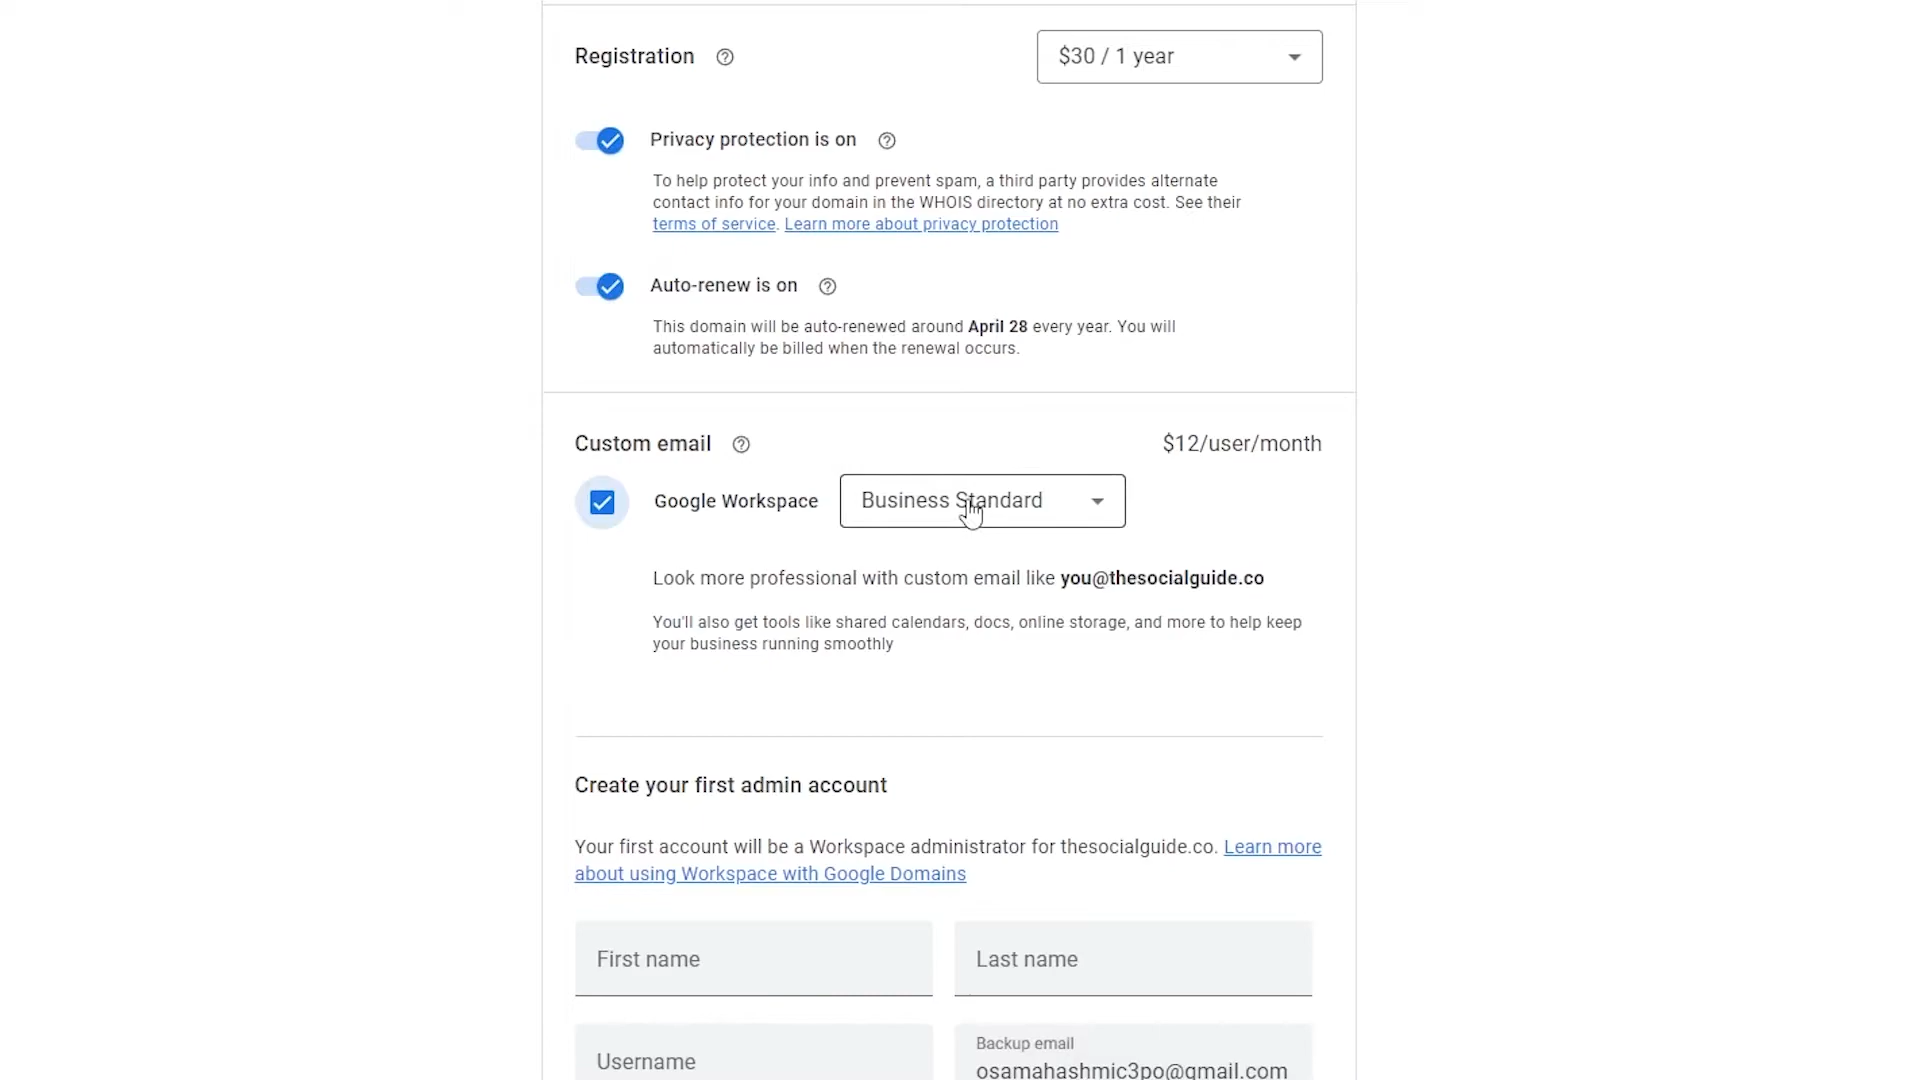 Registration
$30 / 1 year
Privacy protection is on
To help protect your info and prevent spam, a third party provides alternate
contact info for your domain in the WHOIS directory at no extra cost. See their
terms of service. Learn more about privacy protection
Auto-renew is on
This domain will be auto-renewed around April 28 every year. You will
automatically be billed when the renewal occurs.
Custom email
$12/user/month
Google Workspace
Business Standard
Look more professional with custom email like you@thesocialguide.co
You'll also get tools like shared calendars, docs, online storage, and more to help keep
your business running smoothly
Create your first admin account
Your first account will be a Workspace administrator for thesocialguide.co. Learn more
about using Workspace with Google Domains
First name
Last name
Username
Backup email
osamahashmic3po@gmail.com